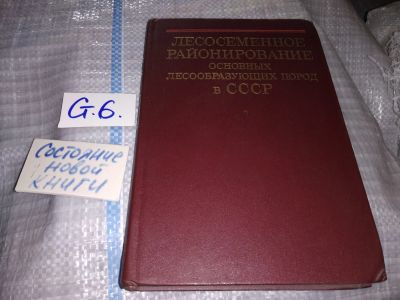 ЛЕСОСЕМЕННОЕ
РАЙОНИРОВАНИЕ
ОСНОВНЫХ
ЛЕСООБРАЗУЮЩИХ ПОРОД
В СССР
G.6.
Состояние
новой
книги